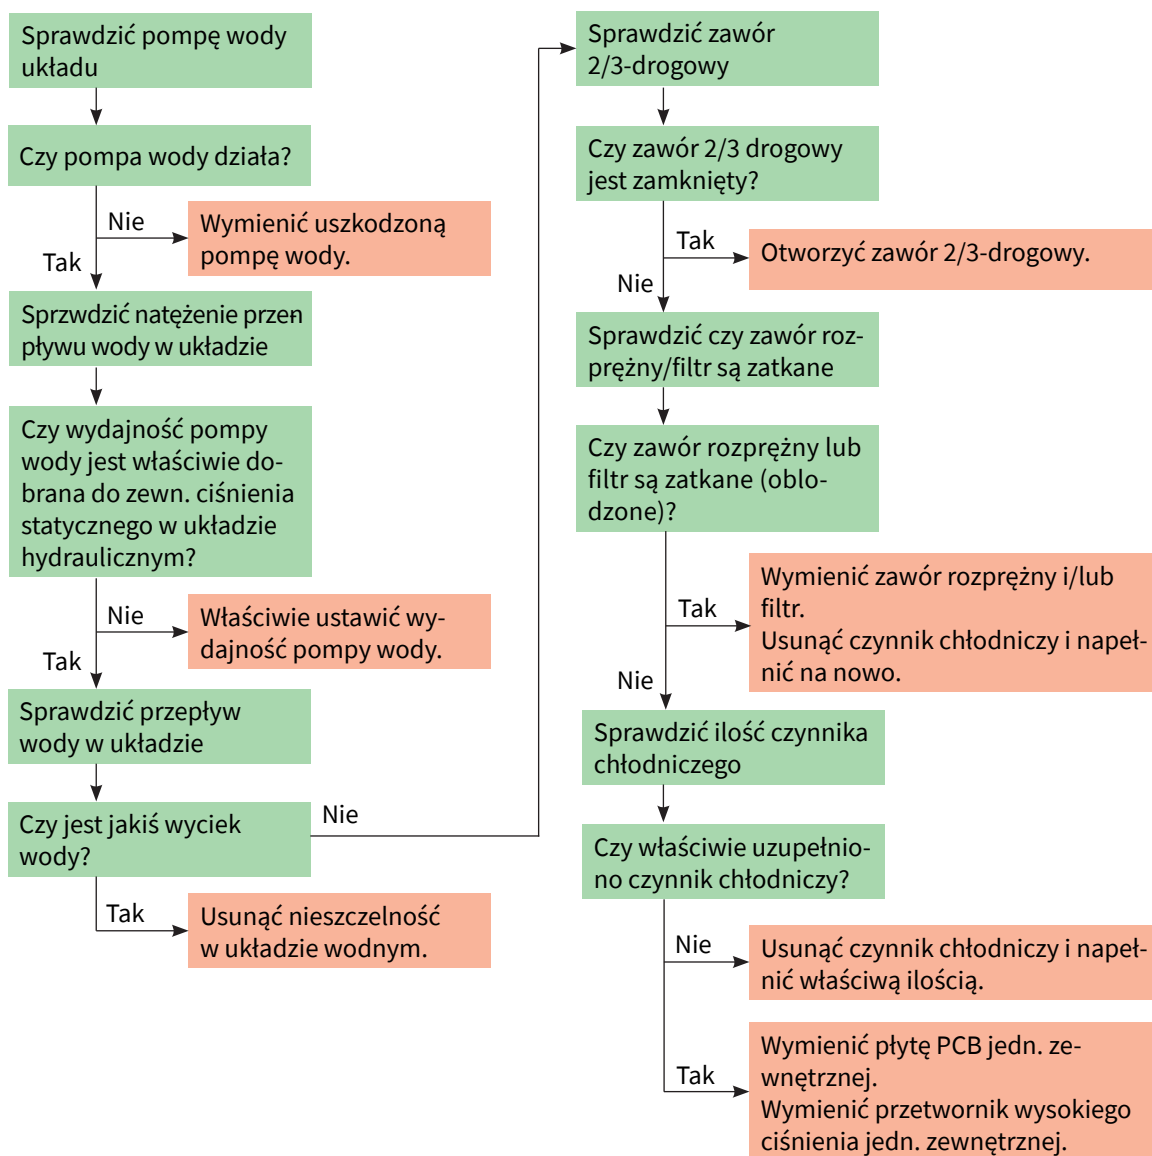 Sprawdzić pompę wody
układu
Czy pompa wody działa?
Nie
Wymienić uszkodzoną
pompę wody.
Tak
Sprzwdzić natężenie przen
pływu wody w układzie
Czy wydajność pompy
wody jest właściwie do-
brana do zewn. ciśnienia
statycznego w układzie
hydraulicznym?
Nie
Właściwie ustawić wy-
dajność pompy wody.
Tak
Sprawdzić przepływ
wody w układzie
Czy jest jakiś wyciek
wody?
Nie
Tak
Usunąć nieszczelność
w układzie wodnym.
Sprawdzić zawór
2/3-drogowy
Czy zawór 2/3 drogowy
jest zamknięty?
Tak
Otworzyć zawór 2/3-drogowy.
Nie
Sprawdzić czy zawór roz-
prężny/filtr są zatkane
Czy zawór rozprężny lub
filtr są zatkane (oblo-
dzone)?
Tak
Wymienić zawór rozprężny i/lub
filtr.
Usunąć czynnik chłodniczy i napeł-
nić na nowo.
Nie
Sprawdzić ilość czynnika
chłodniczego
Czy właściwie uzupełnio-
no czynnik chłodniczy?
Nie
Usunąć czynnik chłodniczy i napeł-
nić właściwą ilością.
Tak
Wymienić płytę PCB jedn. ze-
wnętrznej.
Wymienić przetwornik wysokiego
ciśnienia jedn. zewnętrznej.